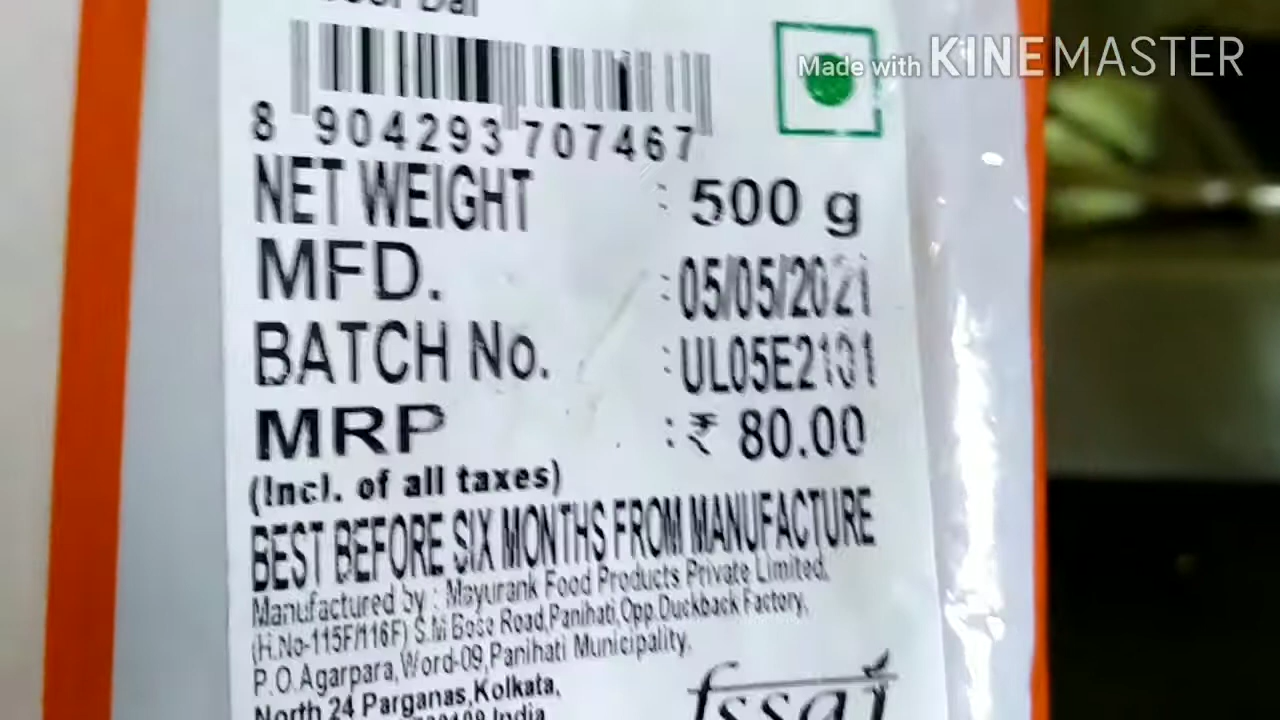 Dal
Made with KINEMASTER
8 904293 707467
NET WEIGHT : 500 g
MFD. : 05/05/2021
BATCH No. : UL05E2101
MRP : ₹ 80.00
(Incl. of all taxes)
BEST BEFORE SIX MONTHS FROM MANUFACTURE
Manufactured by : Mayurank Food Products Private Limited,
(H.No-115F/116F) S.M Bose Road,Panihati,Opp.Duckback Factory,
P.O.Agarpara,Word-09,Panihati Municipality,
North 24 Parganas,Kolkata,
India
fssai